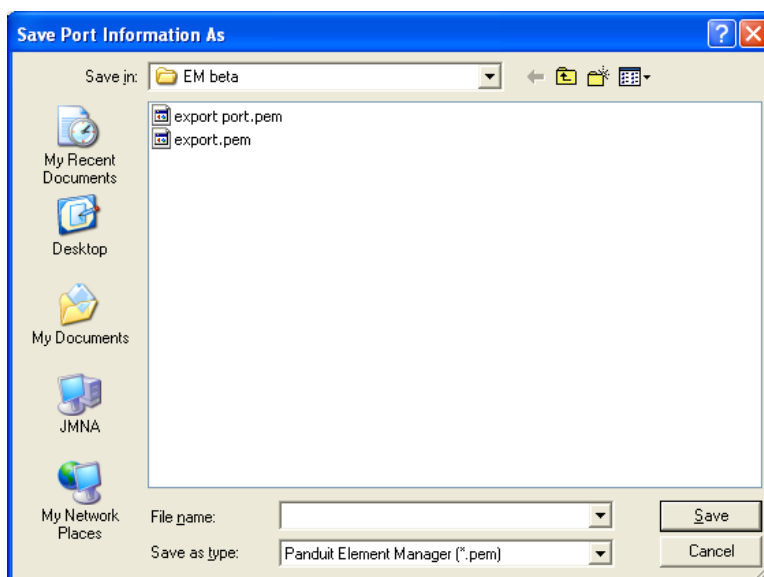 Save Port Information As
Save in:
EM beta
export port.pem
export.pem
My Recent
Documents
Desktop
My Documents
JMNA
My Network
Places
File name:
Save
Save as type:
Panduit Element Manager (*.pem)
Cancel